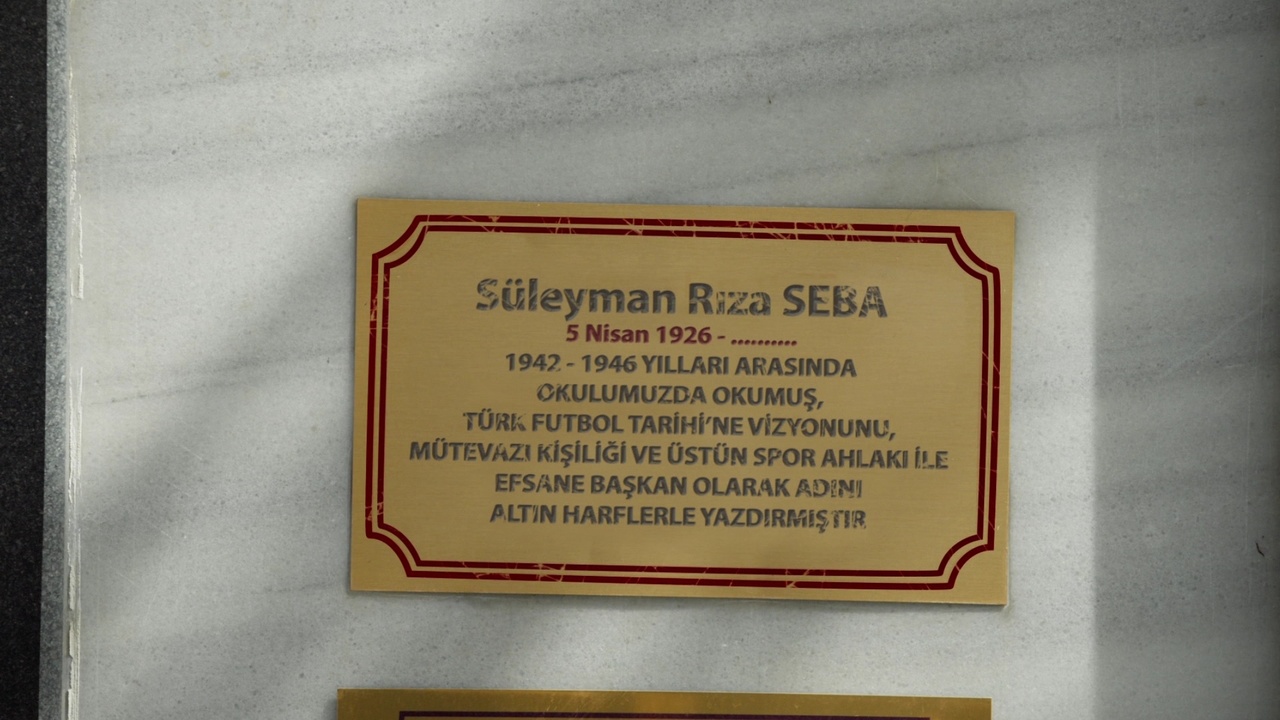 Süleyman Rıza SEBA
5 Nisan 1926 - ..........
1942 - 1946 YILLARI ARASINDA
OKULUMUZDA OKUMUŞ,
TÜRK FUTBOL TARİHİ'NE VİZYONUNU,
MÜTEVAZI KİŞİLİĞİ VE ÜSTÜN SPOR AHLAKI İLE
EFSANE BAŞKAN OLARAK ADINI
ALTIN HARFLERLE YAZDIRMIŞTIR